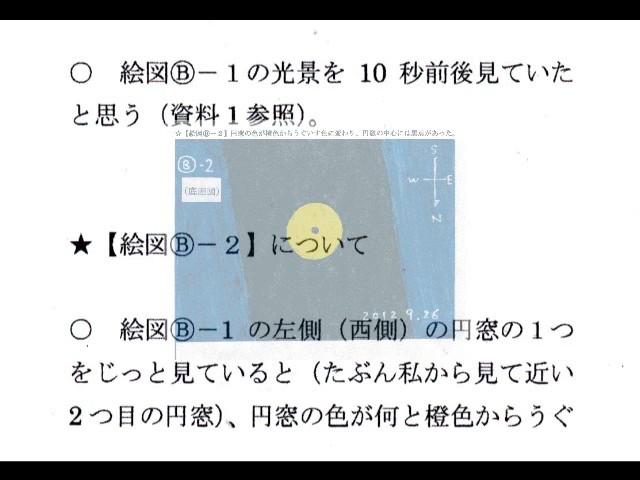 ○　絵図Ⓑ－１の光景を 10 秒前後見ていた
と思う（資料１参照）。
★【絵図Ⓑ－２】円窓の色が橙色からうぐいす色に変わり、円窓の中心には黒点があった。
Ⓑ-2
(底面図)
S
W E
N
★【絵図Ⓑ－２】について
2012.9.26
○　絵図Ⓑ－１の左側（西側）の円窓の１つ
をじっと見ていると（たぶん私から見て近い
２つ目の円窓）、円窓の色が何と橙色からうぐ